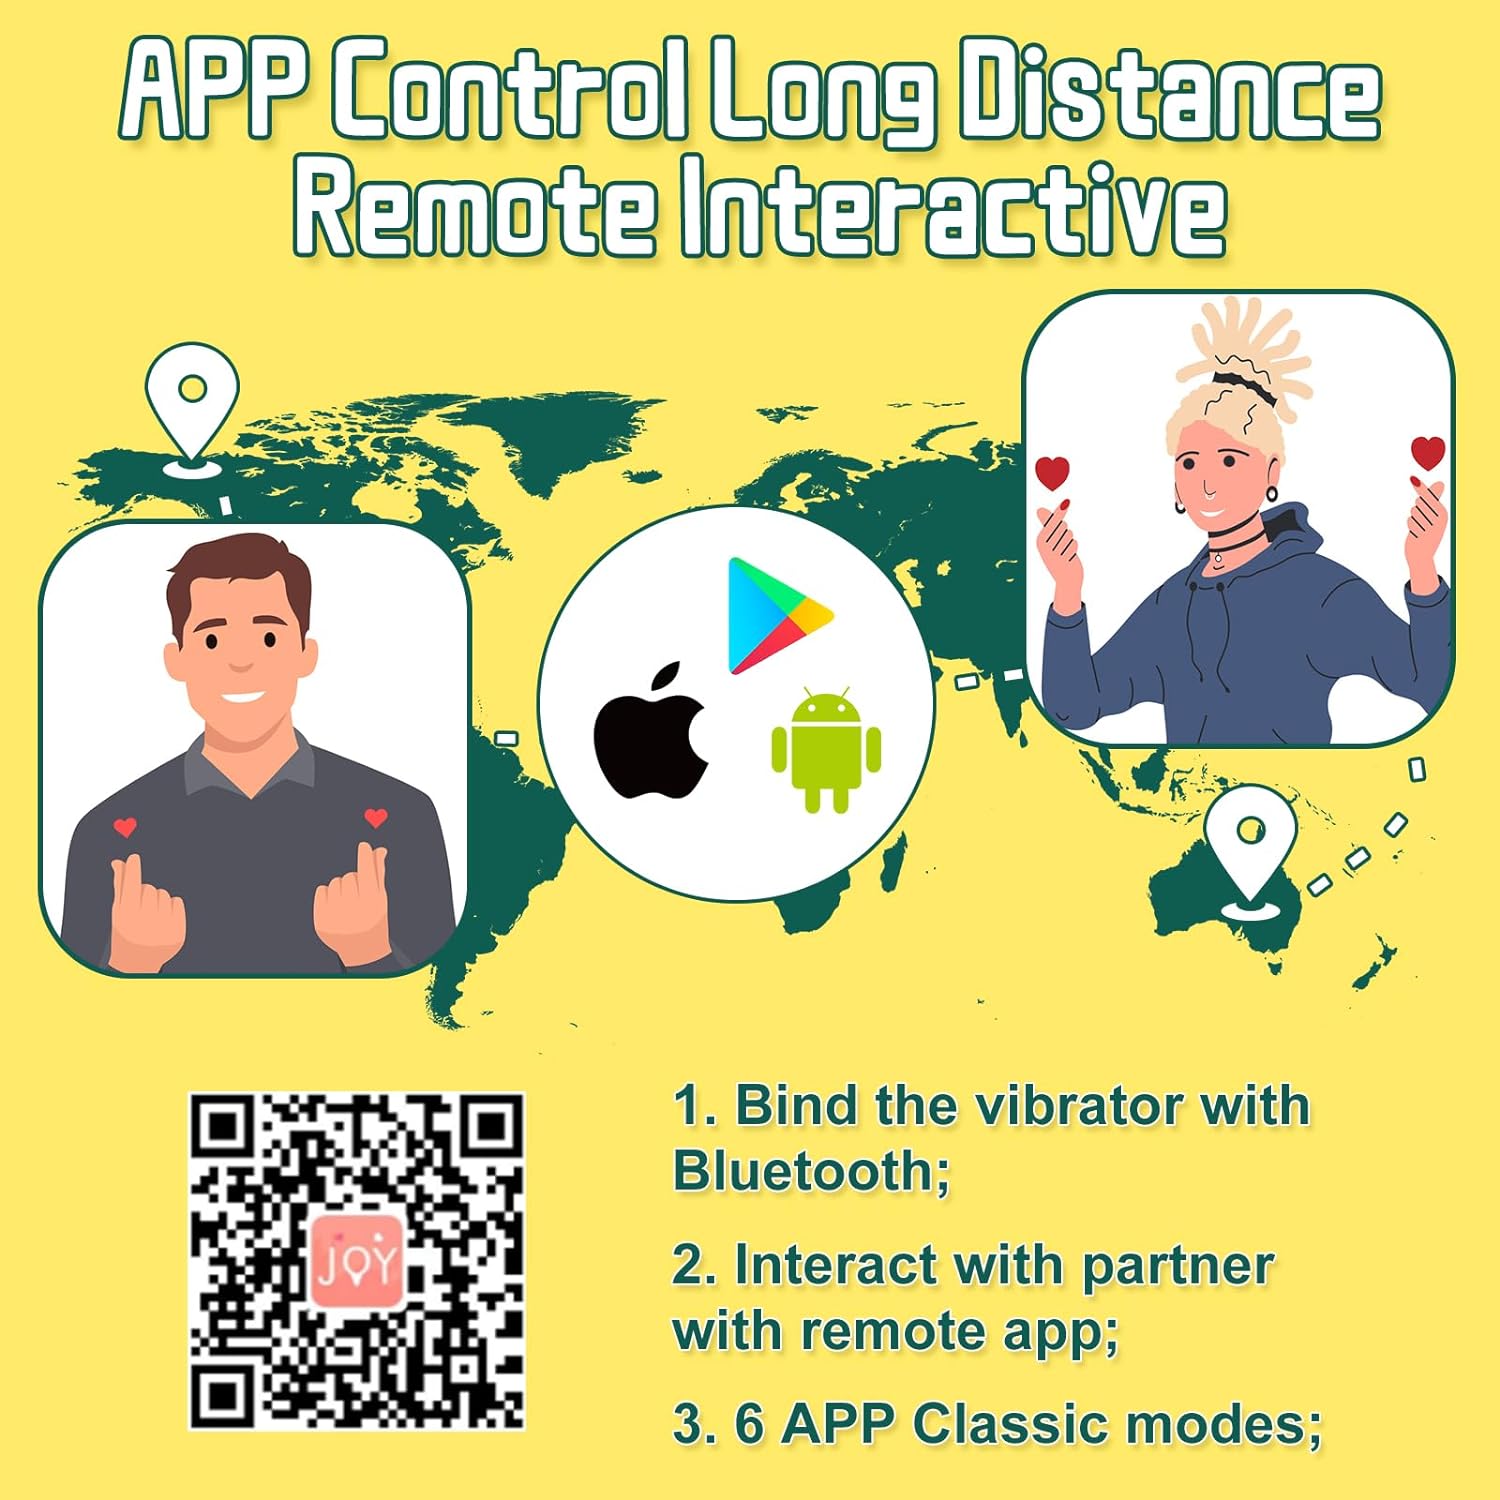 APP Control Long Distance
Remote Interactive
JOY
1. Bind the vibrator with
Bluetooth;
2. Interact with partner
with remote app;
3. 6 APP Classic modes;